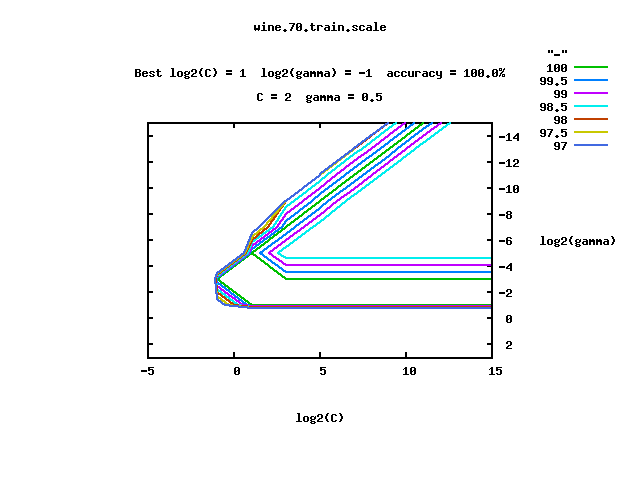 wine.70.train.scale
Best log2(C) = 1  log2(gamma) = -1  accuracy = 100.0%
C = 2  gamma = 0.5
"-"
100
99.5
99
98.5
98
97.5
97
-14
-12
-10
-8
-6
-4
-2
0
2
log2(gamma)
-5 0 5 10 15
log2(C)